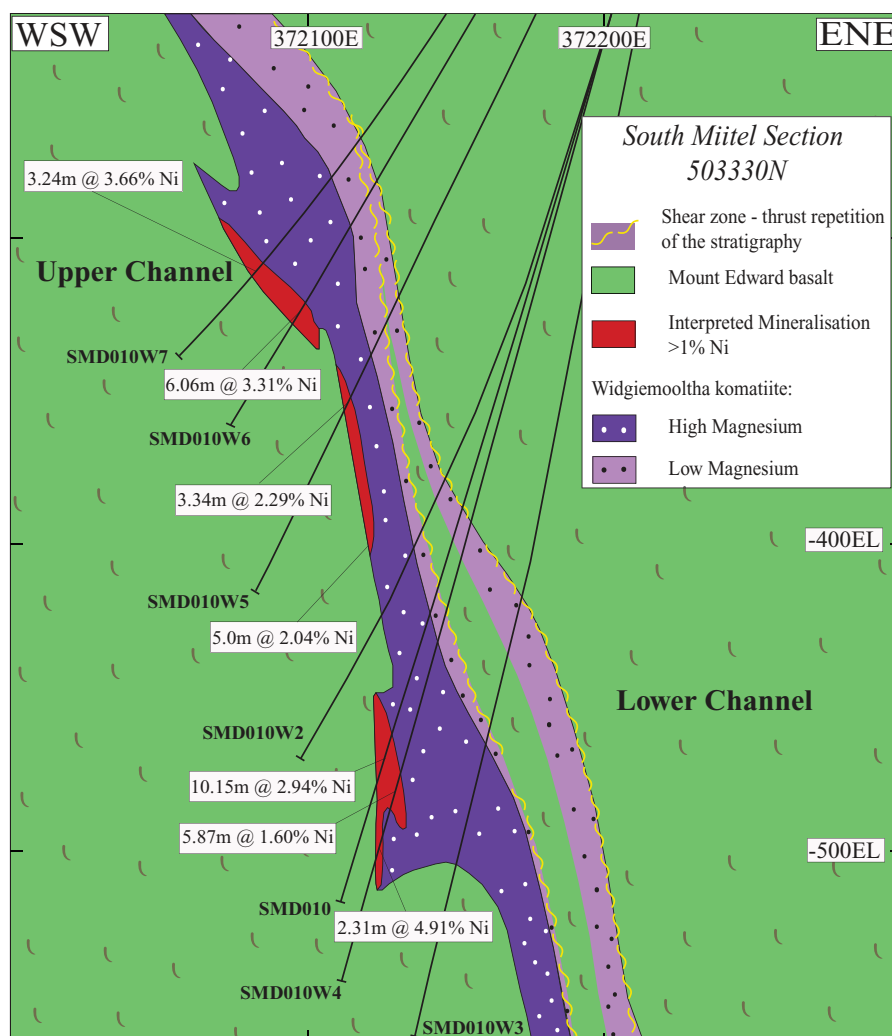 WSW
372100E
372200E
ENE
South Miitel Section
503330N
Shear zone - thrust repetition
of the stratigraphy
Mount Edward basalt
Interpreted Mineralisation
>1% Ni
Widgiemooltha komatiite:
High Magnesium
Low Magnesium
3.24m @ 3.66% Ni
Upper Channel
SMD010W7
6.06m @ 3.31% Ni
SMD010W6
3.34m @ 2.29% Ni
-400EL
SMD010W5
5.0m @ 2.04% Ni
Lower Channel
SMD010W2
10.15m @ 2.94% Ni
5.87m @ 1.60% Ni
-500EL
SMD010
2.31m @ 4.91% Ni
SMD010W4
SMD010W3